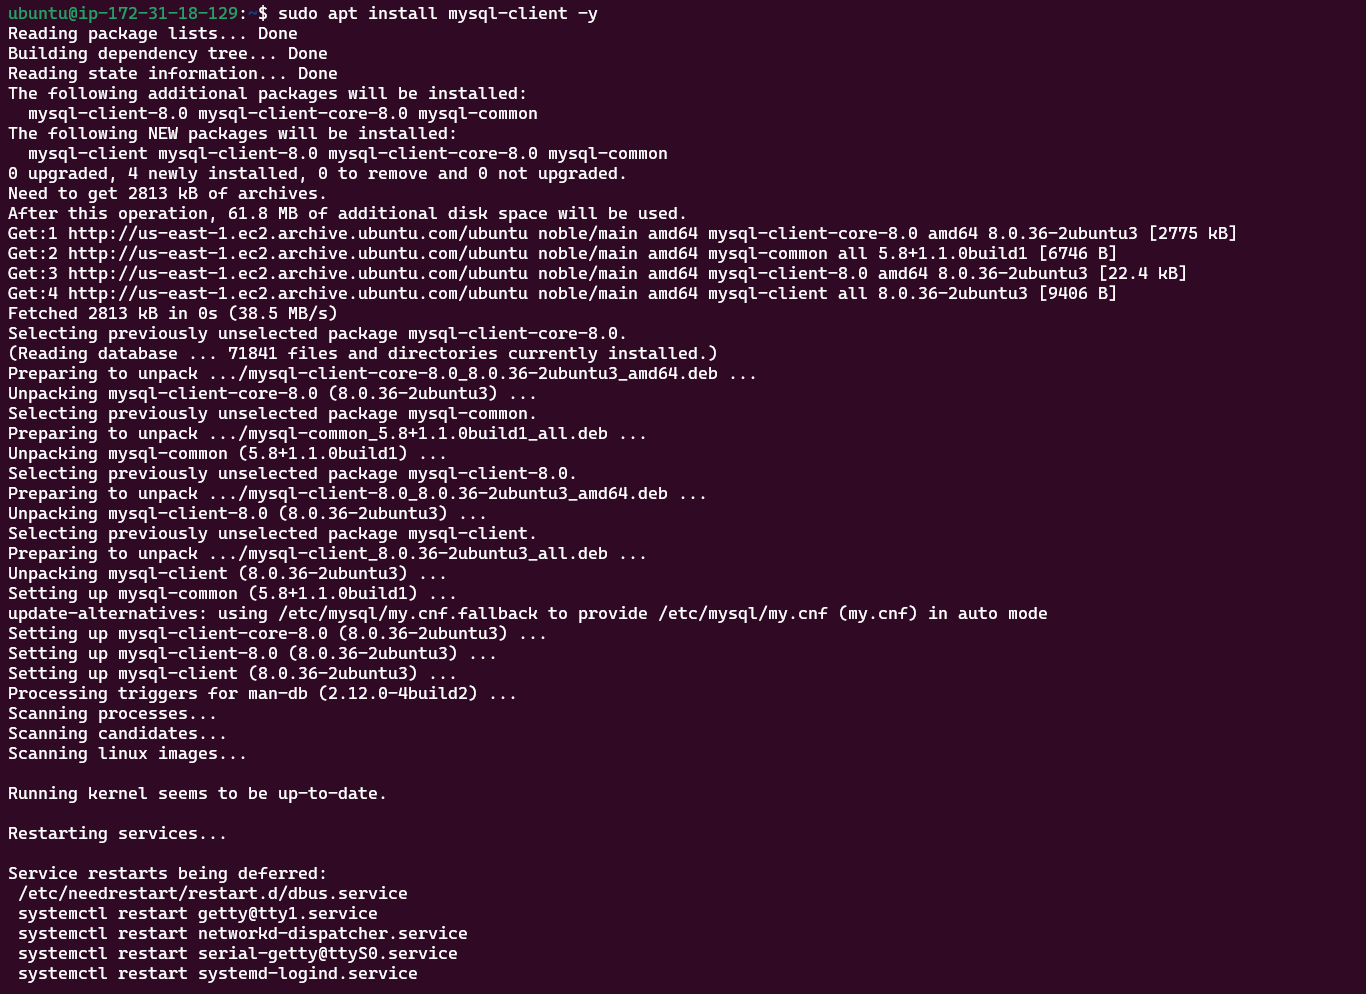 ubuntu@ip-172-31-18-129:~$ sudo apt install mysql-client -y
Reading package lists... Done
Building dependency tree... Done
Reading state information... Done
The following additional packages will be installed:
  mysql-client-8.0 mysql-client-core-8.0 mysql-common
The following NEW packages will be installed:
  mysql-client mysql-client-8.0 mysql-client-core-8.0 mysql-common
0 upgraded, 4 newly installed, 0 to remove and 0 not upgraded.
Need to get 2813 kB of archives.
After this operation, 61.8 MB of additional disk space will be used.
Get:1 http://us-east-1.ec2.archive.ubuntu.com/ubuntu noble/main amd64 mysql-client-core-8.0 amd64 8.0.36-2ubuntu3 [2775 kB]
Get:2 http://us-east-1.ec2.archive.ubuntu.com/ubuntu noble/main amd64 mysql-common all 5.8+1.1.0build1 [6746 B]
Get:3 http://us-east-1.ec2.archive.ubuntu.com/ubuntu noble/main amd64 mysql-client-8.0 amd64 8.0.36-2ubuntu3 [22.4 kB]
Get:4 http://us-east-1.ec2.archive.ubuntu.com/ubuntu noble/main amd64 mysql-client all 8.0.36-2ubuntu3 [9406 B]
Fetched 2813 kB in 0s (38.5 MB/s)
Selecting previously unselected package mysql-client-core-8.0.
(Reading database ... 71841 files and directories currently installed.)
Preparing to unpack .../mysql-client-core-8.0_8.0.36-2ubuntu3_amd64.deb ...
Unpacking mysql-client-core-8.0 (8.0.36-2ubuntu3) ...
Selecting previously unselected package mysql-common.
Preparing to unpack .../mysql-common_5.8+1.1.0build1_all.deb ...
Unpacking mysql-common (5.8+1.1.0build1) ...
Selecting previously unselected package mysql-client-8.0.
Preparing to unpack .../mysql-client-8.0_8.0.36-2ubuntu3_amd64.deb ...
Unpacking mysql-client-8.0 (8.0.36-2ubuntu3) ...
Selecting previously unselected package mysql-client.
Preparing to unpack .../mysql-client_8.0.36-2ubuntu3_all.deb ...
Unpacking mysql-client (8.0.36-2ubuntu3) ...
Setting up mysql-common (5.8+1.1.0build1) ...
update-alternatives: using /etc/mysql/my.cnf.fallback to provide /etc/mysql/my.cnf (my.cnf) in auto mode
Setting up mysql-client-core-8.0 (8.0.36-2ubuntu3) ...
Setting up mysql-client-8.0 (8.0.36-2ubuntu3) ...
Setting up mysql-client (8.0.36-2ubuntu3) ...
Processing triggers for man-db (2.12.0-4build2) ...
Scanning processes...
Scanning candidates...
Scanning linux images...

Running kernel seems to be up-to-date.

Restarting services...

Service restarts being deferred:
 /etc/needrestart/restart.d/dbus.service
 systemctl restart getty@tty1.service
 systemctl restart networkd-dispatcher.service
 systemctl restart serial-getty@ttyS0.service
 systemctl restart systemd-logind.service